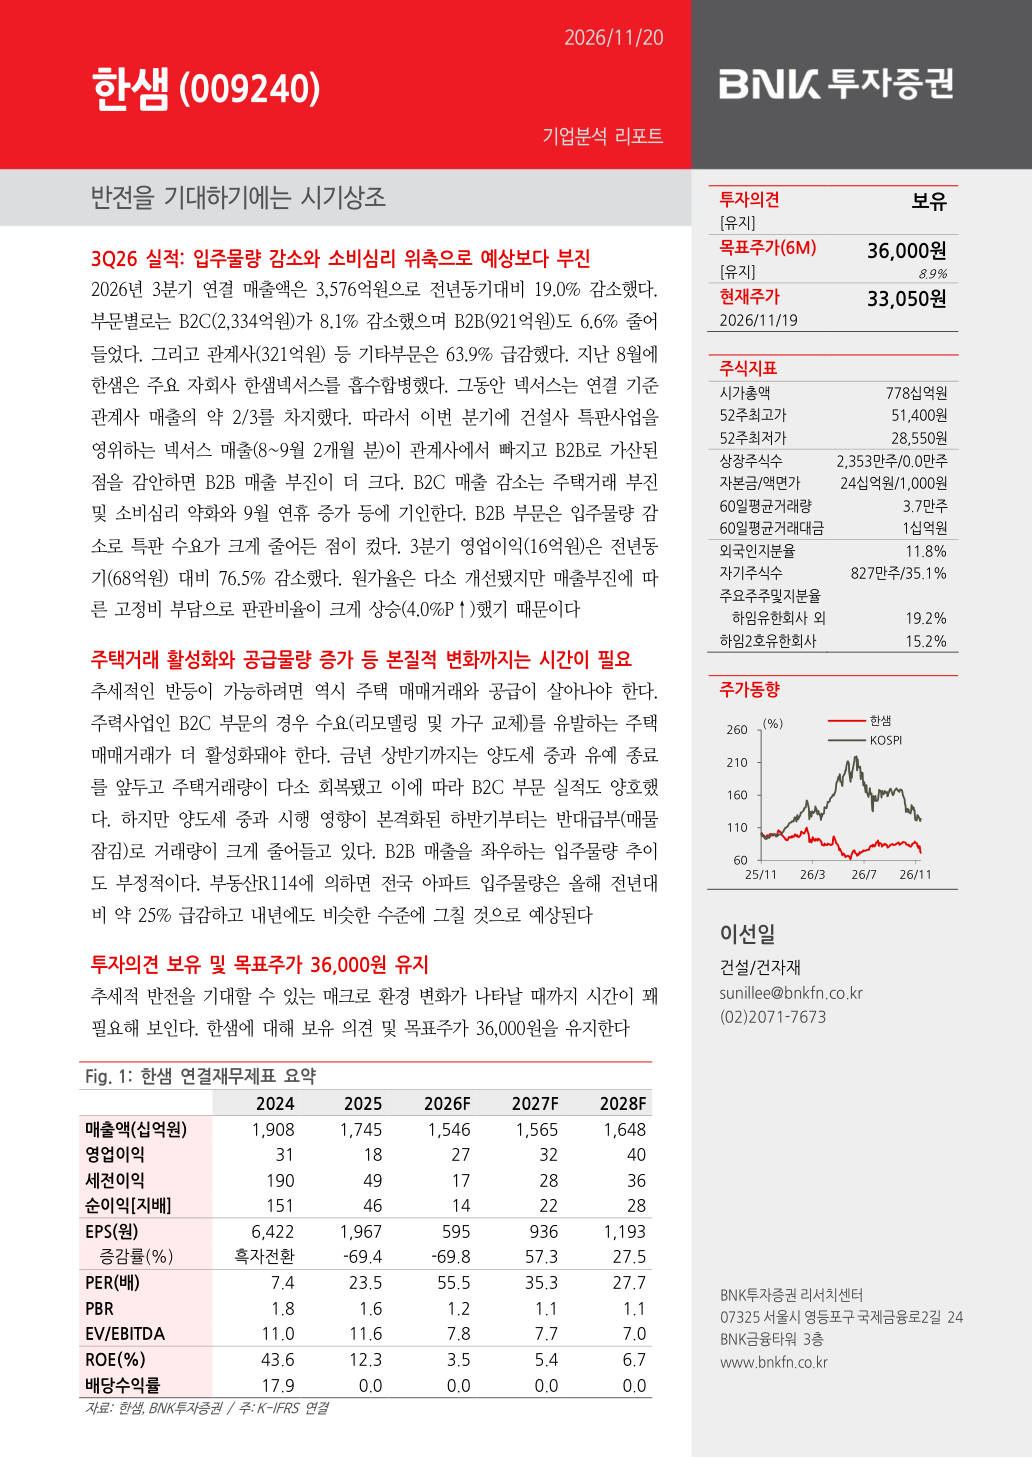 2026/11/20
한샘 (009240)
기업분석 리포트
BNK 투자증권
반전을 기대하기에는 시기상조
3Q26 실적: 입주물량 감소와 소비심리 위축으로 예상보다 부진
2026년 3분기 연결 매출액은 3,576억원으로 전년동기대비 19.0% 감소했다.
부문별로는 B2C(2,334억원)가 8.1% 감소했으며 B2B(921억원)도 6.6% 줄어
들었다. 그리고 관계사(321억원) 등 기타부문은 63.9% 급감했다. 지난 8월에
한샘은 주요 자회사 한샘넥서스를 흡수합병했다. 그동안 넥서스는 연결 기준
관계사 매출의 약 2/3를 차지했다. 따라서 이번 분기에 건설사 특판사업을
영위하는 넥서스 매출(8~9월 2개월 분)이 관계사에서 빠지고 B2B로 가산된
점을 감안하면 B2B 매출 부진이 더 크다. B2C 매출 감소는 주택거래 부진
및 소비심리 약화와 9월 연휴 증가 등에 기인한다. B2B 부문은 입주물량 감
소로 특판 수요가 크게 줄어든 점이 컸다. 3분기 영업이익(16억원)은 전년동
기(68억원) 대비 76.5% 감소했다. 원가율은 다소 개선됐지만 매출부진에 따
른 고정비 부담으로 판관비율이 크게 상승(4.0%P↑)했기 때문이다
주택거래 활성화와 공급물량 증가 등 본질적 변화까지는 시간이 필요
추세적인 반등이 가능하려면 역시 주택 매매거래와 공급이 살아나야 한다.
주력사업인 B2C 부문의 경우 수요(리모델링 및 가구 교체)를 유발하는 주택
매매거래가 더 활성화돼야 한다. 금년 상반기까지는 양도세 중과 유예 종료
를 앞두고 주택거래량이 다소 회복됐고 이에 따라 B2C 부문 실적도 양호했
다. 하지만 양도세 중과 시행 영향이 본격화된 하반기부터는 반대급부(매물
잠김)로 거래량이 크게 줄어들고 있다. B2B 매출을 좌우하는 입주물량 추이
도 부정적이다. 부동산R114에 의하면 전국 아파트 입주물량은 올해 전년대
비 약 25% 급감하고 내년에도 비슷한 수준에 그칠 것으로 예상된다
투자의견 보유 및 목표주가 36,000원 유지
추세적 반전을 기대할 수 있는 매크로 환경 변화가 나타날 때까지 시간이 꽤
필요해 보인다. 한샘에 대해 보유 의견 및 목표주가 36,000원을 유지한다
Fig. 1: 한샘 연결재무제표 요약
2024 2025 2026F 2027F 2028F
매출액(십억원) 1,908 1,745 1,546 1,565 1,648
영업이익 31 18 27 32 40
세전이익 190 49 17 28 36
순이익[지배] 151 46 14 22 28
EPS(원) 6,422 1,967 595 936 1,193
증감률(%) 흑자전환 -69.4 -69.8 57.3 27.5
PER(배) 7.4 23.5 55.5 35.3 27.7
PBR 1.8 1.6 1.2 1.1 1.1
EV/EBITDA 11.0 11.6 7.8 7.7 7.0
ROE(%) 43.6 12.3 3.5 5.4 6.7
배당수익률 17.9 0.0 0.0 0.0 0.0
자료: 한샘, BNK투자증권 / 주: K-IFRS 연결
투자의견 보유
[유지]
목표주가(6M) 36,000원
[유지] 8.9%
현재주가 33,050원
2026/11/19
주식지표
시가총액 778십억원
52주최고가 51,400원
52주최저가 28,550원
상장주식수 2,353만주/0.0만주
자본금/액면가 24십억원/1,000원
60일평균거래량 3.7만주
60일평균거래대금 1십억원
외국인지분율 11.8%
자기주식수 827만주/35.1%
주요주주및지분율
하임유한회사 외 19.2%
하임2호유한회사 15.2%
주가동향
(%)
한샘
KOSPI
260
210
160
110
60
25/11 26/3 26/7 26/11
이선일
건설/건자재
sunillee@bnkfn.co.kr
(02)2071-7673
BNK투자증권 리서치센터
07325 서울시 영등포구 국제금융로2길 24
BNK금융타워 3층
www.bnkfn.co.kr